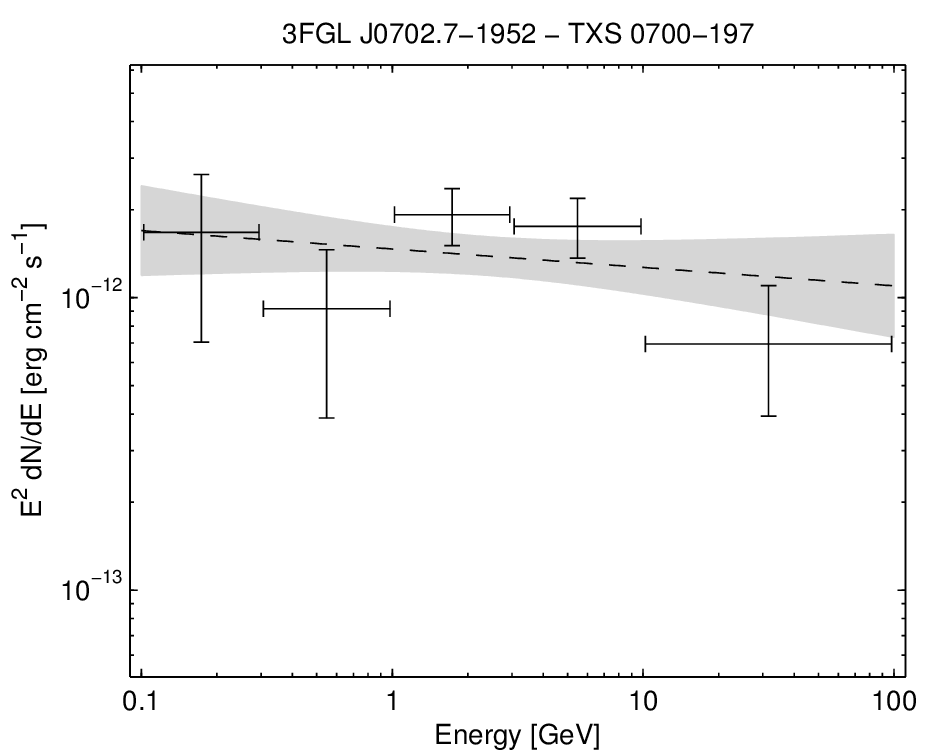 3FGL J0702.7−1952 − TXS 0700−197
E² dN/dE [erg cm⁻² s⁻¹]
10⁻¹²
10⁻¹³
0.1 1 10 100
Energy [GeV]